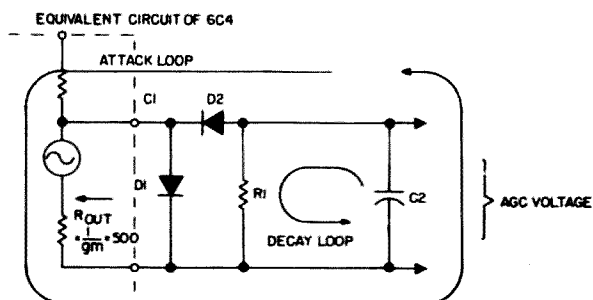 EQUIVALENT CIRCUIT OF 6C4
ATTACK LOOP
C1
D2
D1
R1
C2
AGC VOLTAGE
ROUT
=1/gm=500
DECAY LOOP